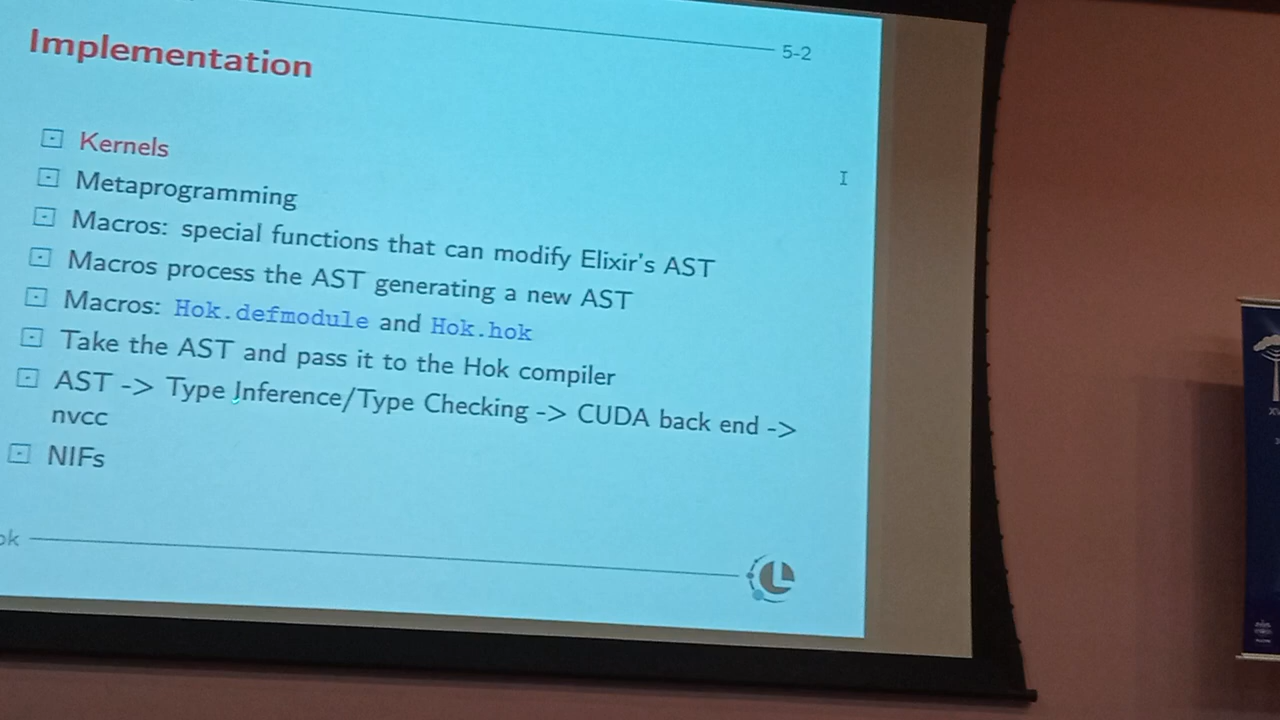 5-2
Implementation
Kernels
Metaprogramming
Macros: special functions that can modify Elixir's AST
Macros process the AST generating a new AST
Macros: Hok.defmodule and Hok.hok
Take the AST and pass it to the Hok compiler
AST -> Type Inference/Type Checking -> CUDA back end ->
nvcc
NIFs
ok